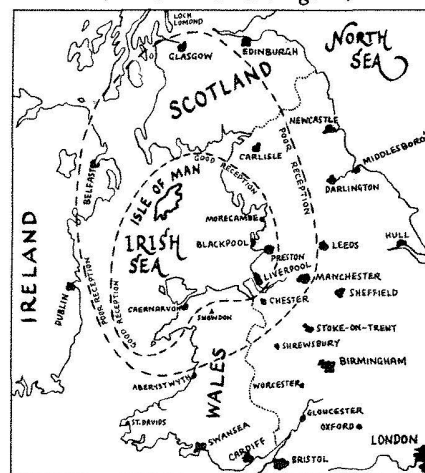 LOCH
LOMOND
GLASGOW
EDINBURGH
NORTH
SEA
SCOTLAND
NEWCASTLE
CARLISLE
MIDDLESBORO
DARLINGTON
POOR RECEPTION
GOOD RECEPTION
BELFAST
ISLE OF MAN
MORECAMBE
IRISH
SEA
BLACKPOOL
PRESTON
LEEDS
HULL
IRELAND
LIVERPOOL
MANCHESTER
DUBLIN
POOR RECEPTION
GOOD
RECEPTION
CAERNARVON
SNOWDON
CHESTER
SHEFFIELD
STOKE-ON-TRENT
SHREWSBURY
BIRMINGHAM
ABERYSTWYTH
WALES
WORCESTER
ST.DAVIDS
GLOUCESTER
OXFORD
SWANSEA
CARDIFF
BRISTOL
LONDON